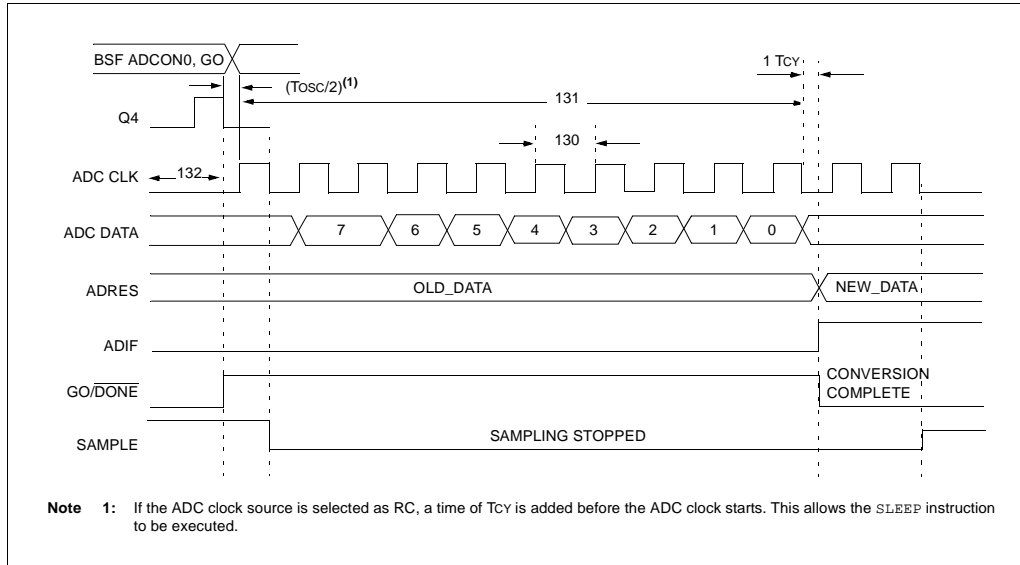 BSF ADCON0, GO
(TOSC/2)(1)
1 TCY
131
Q4
130
ADC CLK
132
ADC DATA
7 6 5 4 3 2 1 0
ADRES
OLD_DATA
NEW_DATA
ADIF
GO/DONE
CONVERSION
COMPLETE
SAMPLE
SAMPLING STOPPED
Note 1: If the ADC clock source is selected as RC, a time of TCY is added before the ADC clock starts. This allows the SLEEP instruction
to be executed.